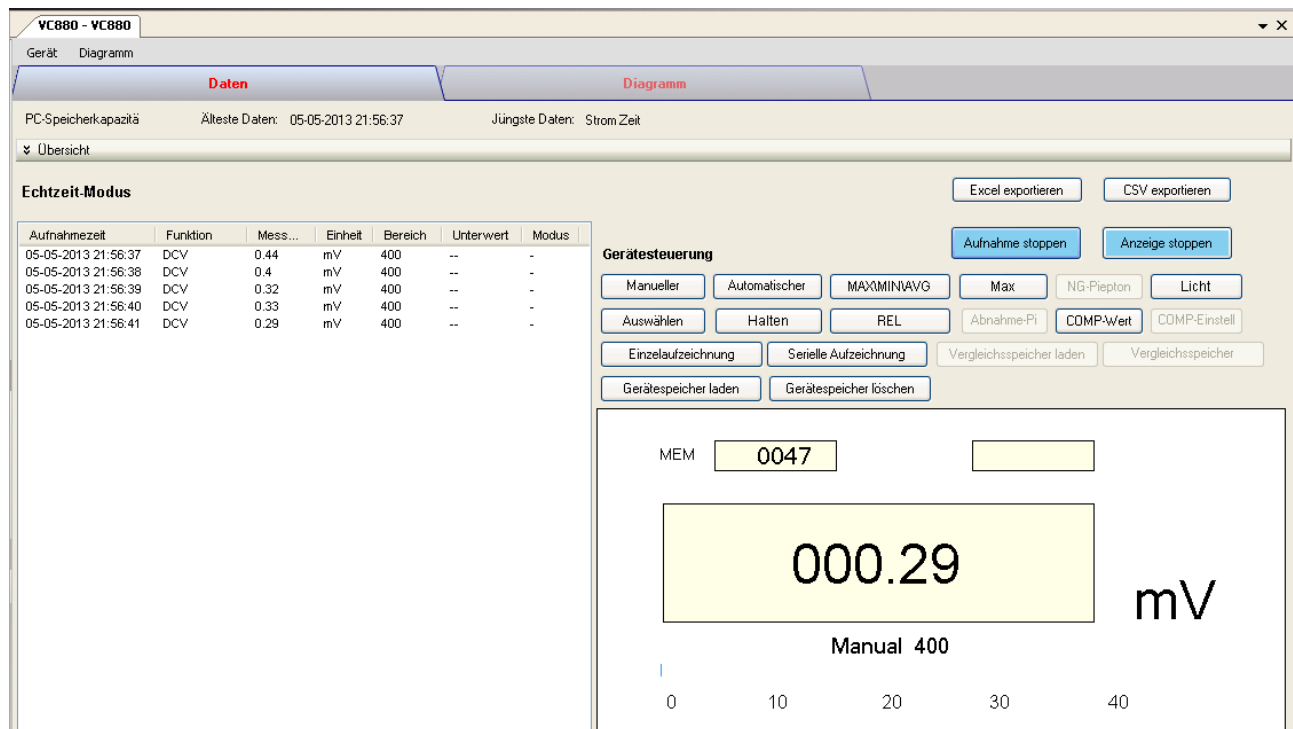 VC880 - VC880
Gerät Diagramm
Daten Diagramm
PC-Speicherkapazitä Älteste Daten: 05-05-2013 21:56:37 Jüngste Daten: Strom Zeit
Übersicht
Echtzeit-Modus
Excel exportieren CSV exportieren
Aufnahme stoppen Anzeige stoppen
Aufnahmezeit Funktion Mess... Einheit Bereich Unterwert Modus
05-05-2013 21:56:37 DCV 0.44 mV 400 -- -
05-05-2013 21:56:38 DCV 0.4 mV 400 -- -
05-05-2013 21:56:39 DCV 0.32 mV 400 -- -
05-05-2013 21:56:40 DCV 0.33 mV 400 -- -
05-05-2013 21:56:41 DCV 0.29 mV 400 -- -
Gerätesteuerung
Manueller Automatischer MAX\MIN\AVG Max NG-Piepton Licht
Auswählen Halten REL Abnahme-Pi COMP-Wert COMP-Einstell
Einzelaufzeichnung Serielle Aufzeichnung Vergleichsspeicher laden Vergleichsspeicher
Gerätespeicher laden Gerätespeicher löschen
MEM 0047
000.29 mV
Manual 400
0 10 20 30 40